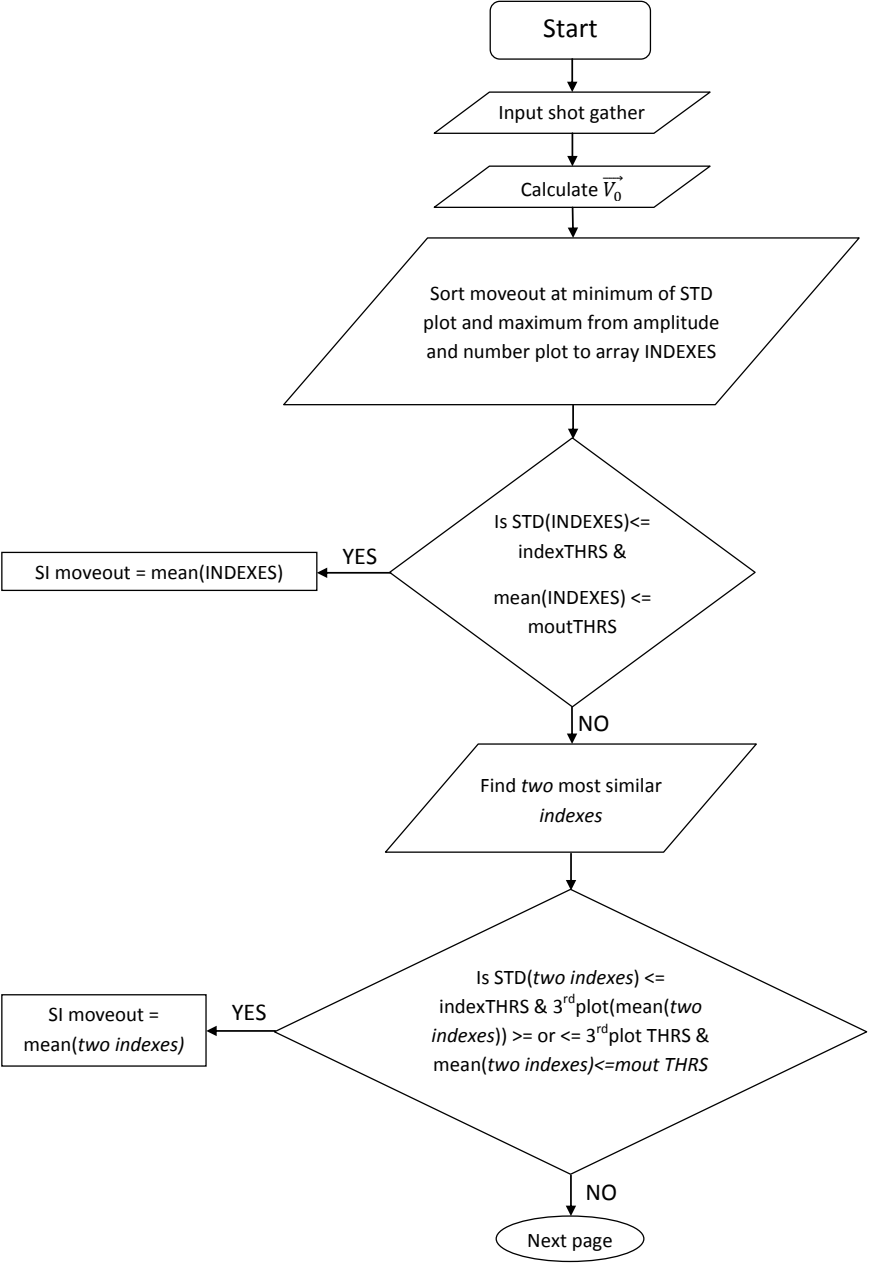 Start
Input shot gather
Calculate $\overrightarrow{V_0}$
Sort moveout at minimum of STD
plot and maximum from amplitude
and number plot to array INDEXES
Is STD(INDEXES)<=
indexTHRS &
mean(INDEXES) <=
moutTHRS
YES
SI moveout = mean(INDEXES)
NO
Find two most similar
indexes
Is STD(two indexes) <=
indexTHRS & 3rdplot(mean(two
indexes)) >= or <= 3rdplot THRS &
mean(two indexes)<=mout THRS
YES
SI moveout =
mean(two indexes)
NO
Next page